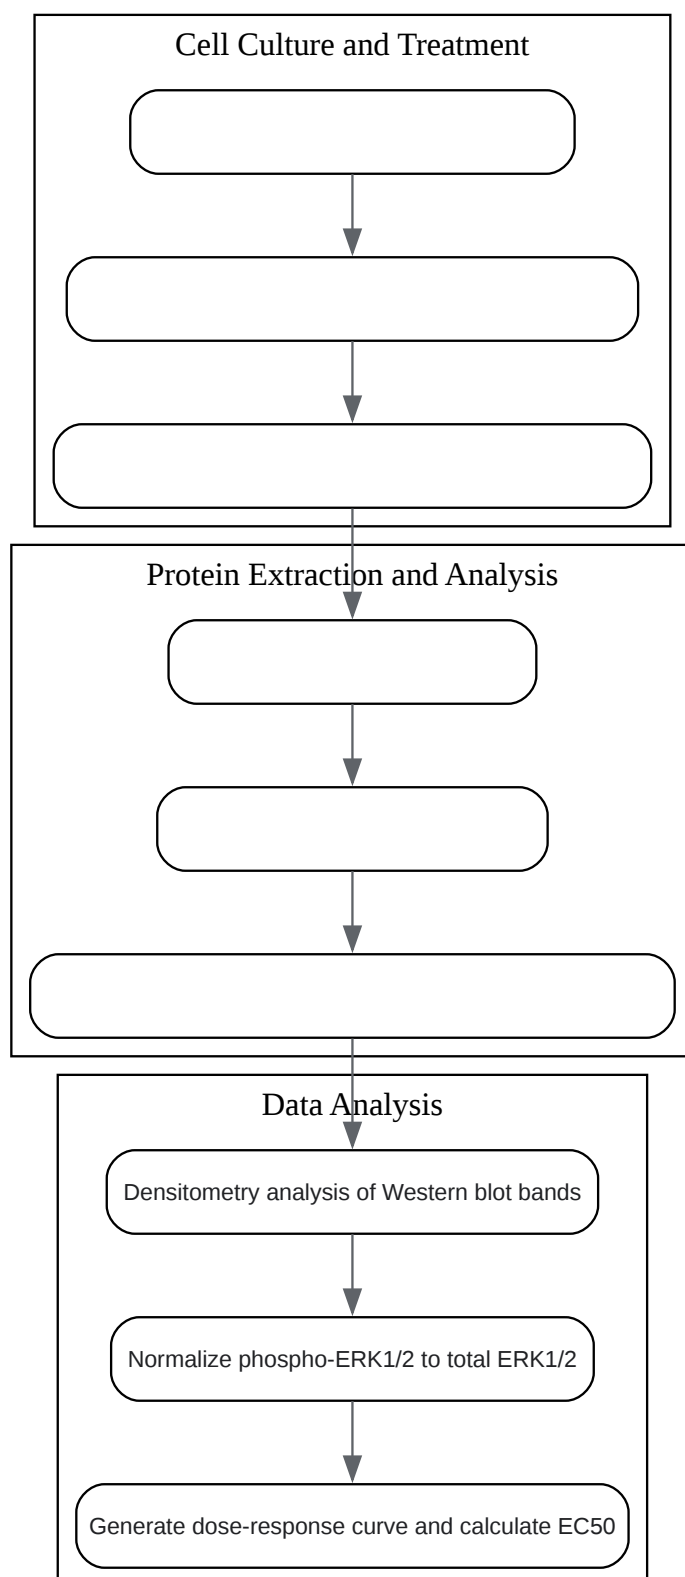 Cell Culture and Treatment
Protein Extraction and Analysis
Data Analysis
Densitometry analysis of Western blot bands
Normalize phospho-ERK1/2 to total ERK1/2
Generate dose-response curve and calculate EC50